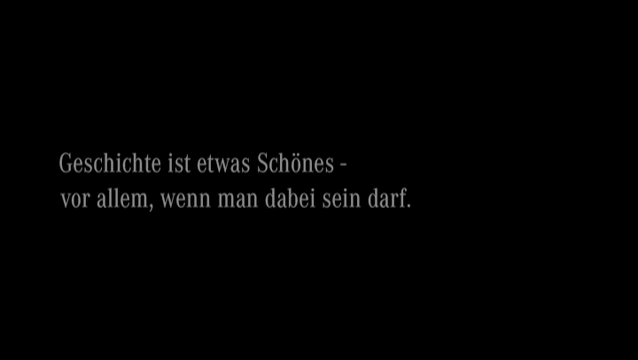 Geschichte ist etwas Schönes -
vor allem, wenn man dabei sein darf.